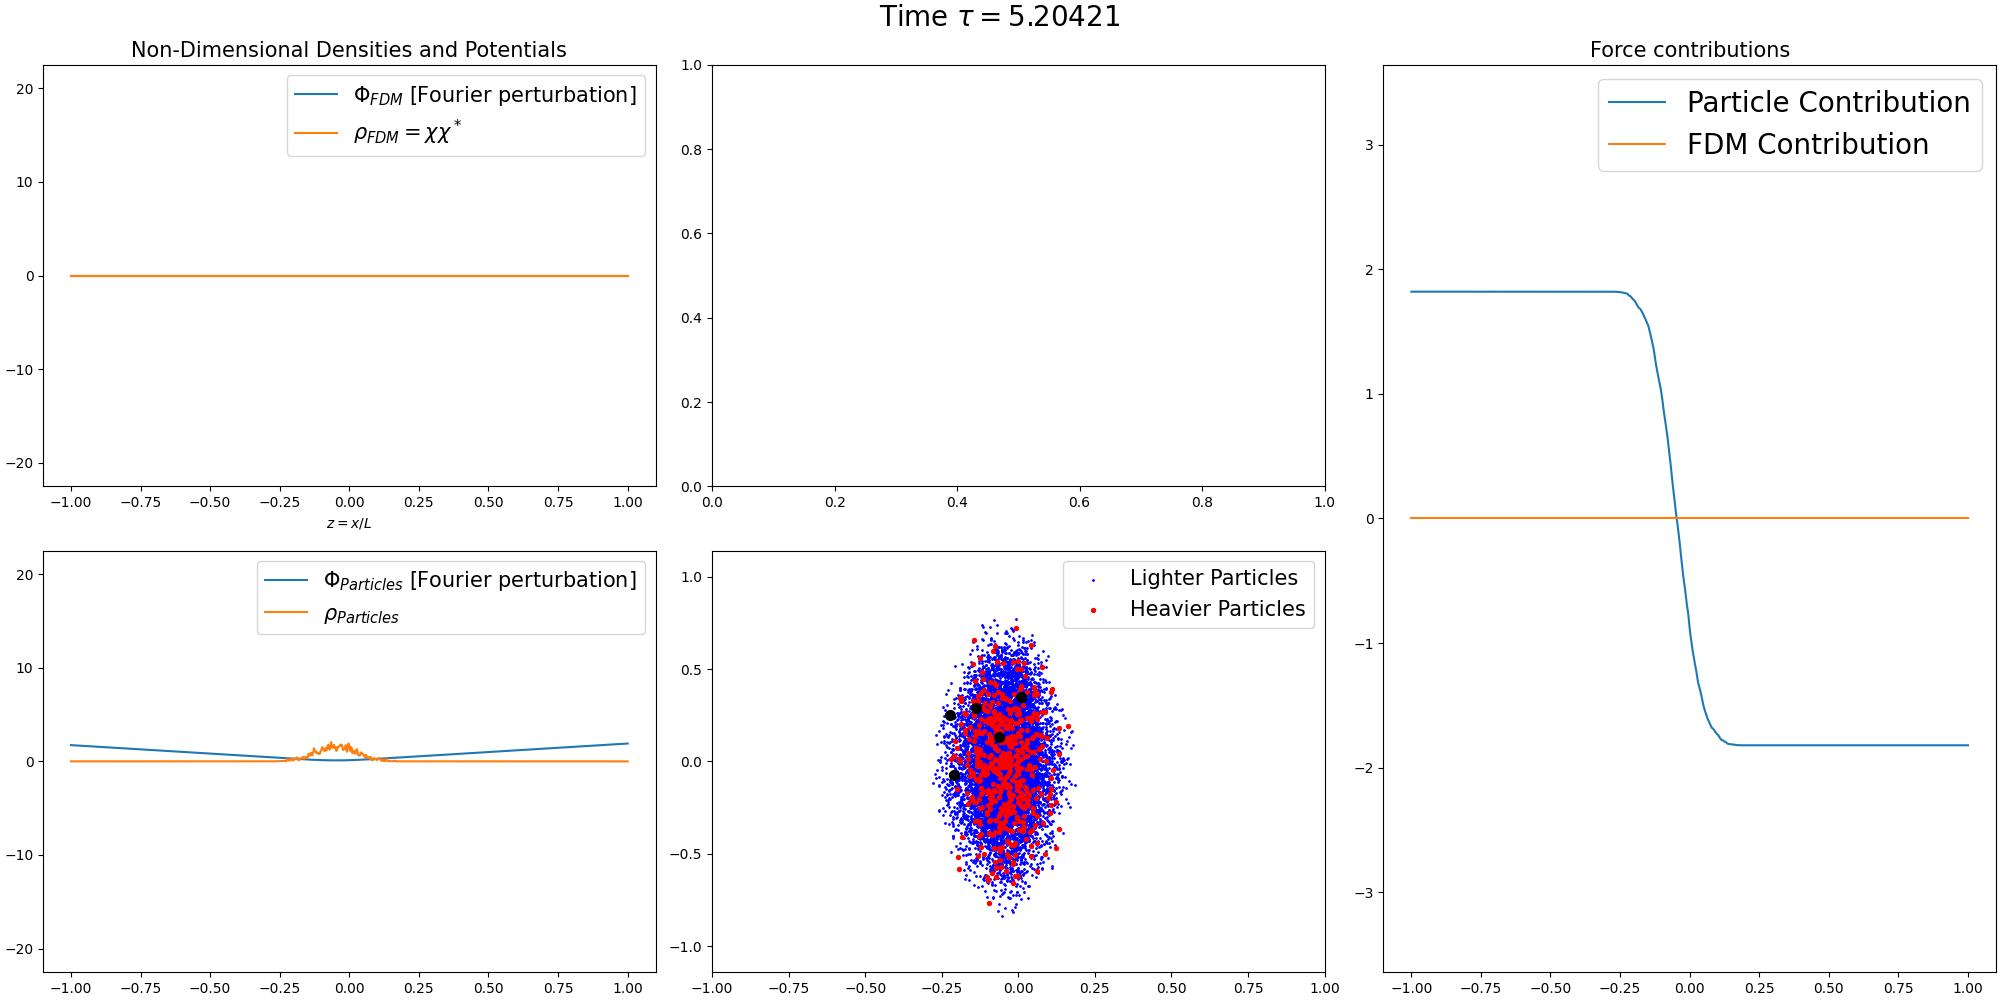 Time τ = 5.20421
Non-Dimensional Densities and Potentials
20
10
0
−10
−20
Φ_FDM [Fourier perturbation]
ρ_FDM = χχ*
−1.00 −0.75 −0.50 −0.25 0.00 0.25 0.50 0.75 1.00
z = x/L
1.0
0.8
0.6
0.4
0.2
0.0
0.0 0.2 0.4 0.6 0.8 1.0
Force contributions
Particle Contribution
FDM Contribution
3
2
1
0
−1
−2
−3
−1.00 −0.75 −0.50 −0.25 0.00 0.25 0.50 0.75 1.00
20
10
0
−10
−20
Φ_Particles [Fourier perturbation]
ρ_Particles
−1.00 −0.75 −0.50 −0.25 0.00 0.25 0.50 0.75 1.00
1.0
0.5
0.0
−0.5
−1.0
Lighter Particles
Heavier Particles
−1.00 −0.75 −0.50 −0.25 0.00 0.25 0.50 0.75 1.00